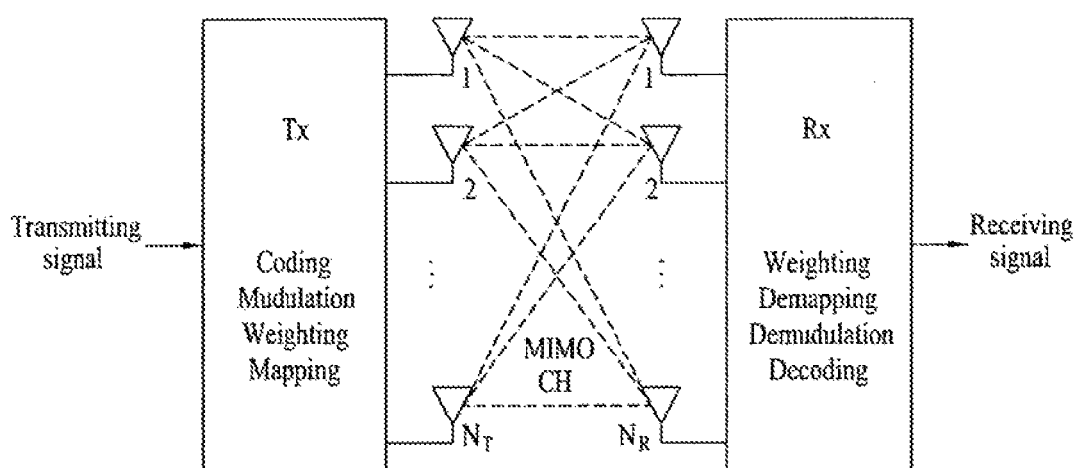 1
1
Tx
Rx
2
2
Transmitting
signal
Receiving
signal
Coding
Mudulation
Weighting
Mapping
⋮
⋮
Weighting
Demapping
Demudulation
Decoding
MIMO
CH
N_T
N_R